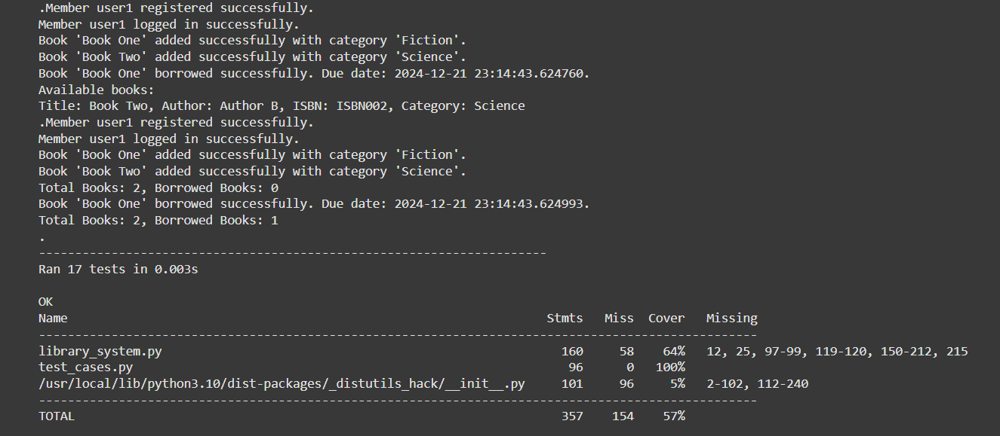 .Member user1 registered successfully.
Member user1 logged in successfully.
Book 'Book One' added successfully with category 'Fiction'.
Book 'Book Two' added successfully with category 'Science'.
Book 'Book One' borrowed successfully. Due date: 2024-12-21 23:14:43.624760.
Available books:
Title: Book Two, Author: Author B, ISBN: ISBN002, Category: Science
.Member user1 registered successfully.
Member user1 logged in successfully.
Book 'Book One' added successfully with category 'Fiction'.
Book 'Book Two' added successfully with category 'Science'.
Total Books: 2, Borrowed Books: 0
Book 'Book One' borrowed successfully. Due date: 2024-12-21 23:14:43.624993.
Total Books: 2, Borrowed Books: 1
.
----------------------------------------------------------------------
Ran 17 tests in 0.003s
OK
Name                                                                  Stmts   Miss  Cover   Missing
---------------------------------------------------------------------------------------------------
library_system.py                                                       160     58    64%   12, 25, 97-99, 119-120, 150-212, 215
test_cases.py                                                            96      0   100%
/usr/local/lib/python3.10/dist-packages/_distutils_hack/__init__.py     101     96     5%   2-102, 112-240
---------------------------------------------------------------------------------------------------
TOTAL                                                                   357    154    57%